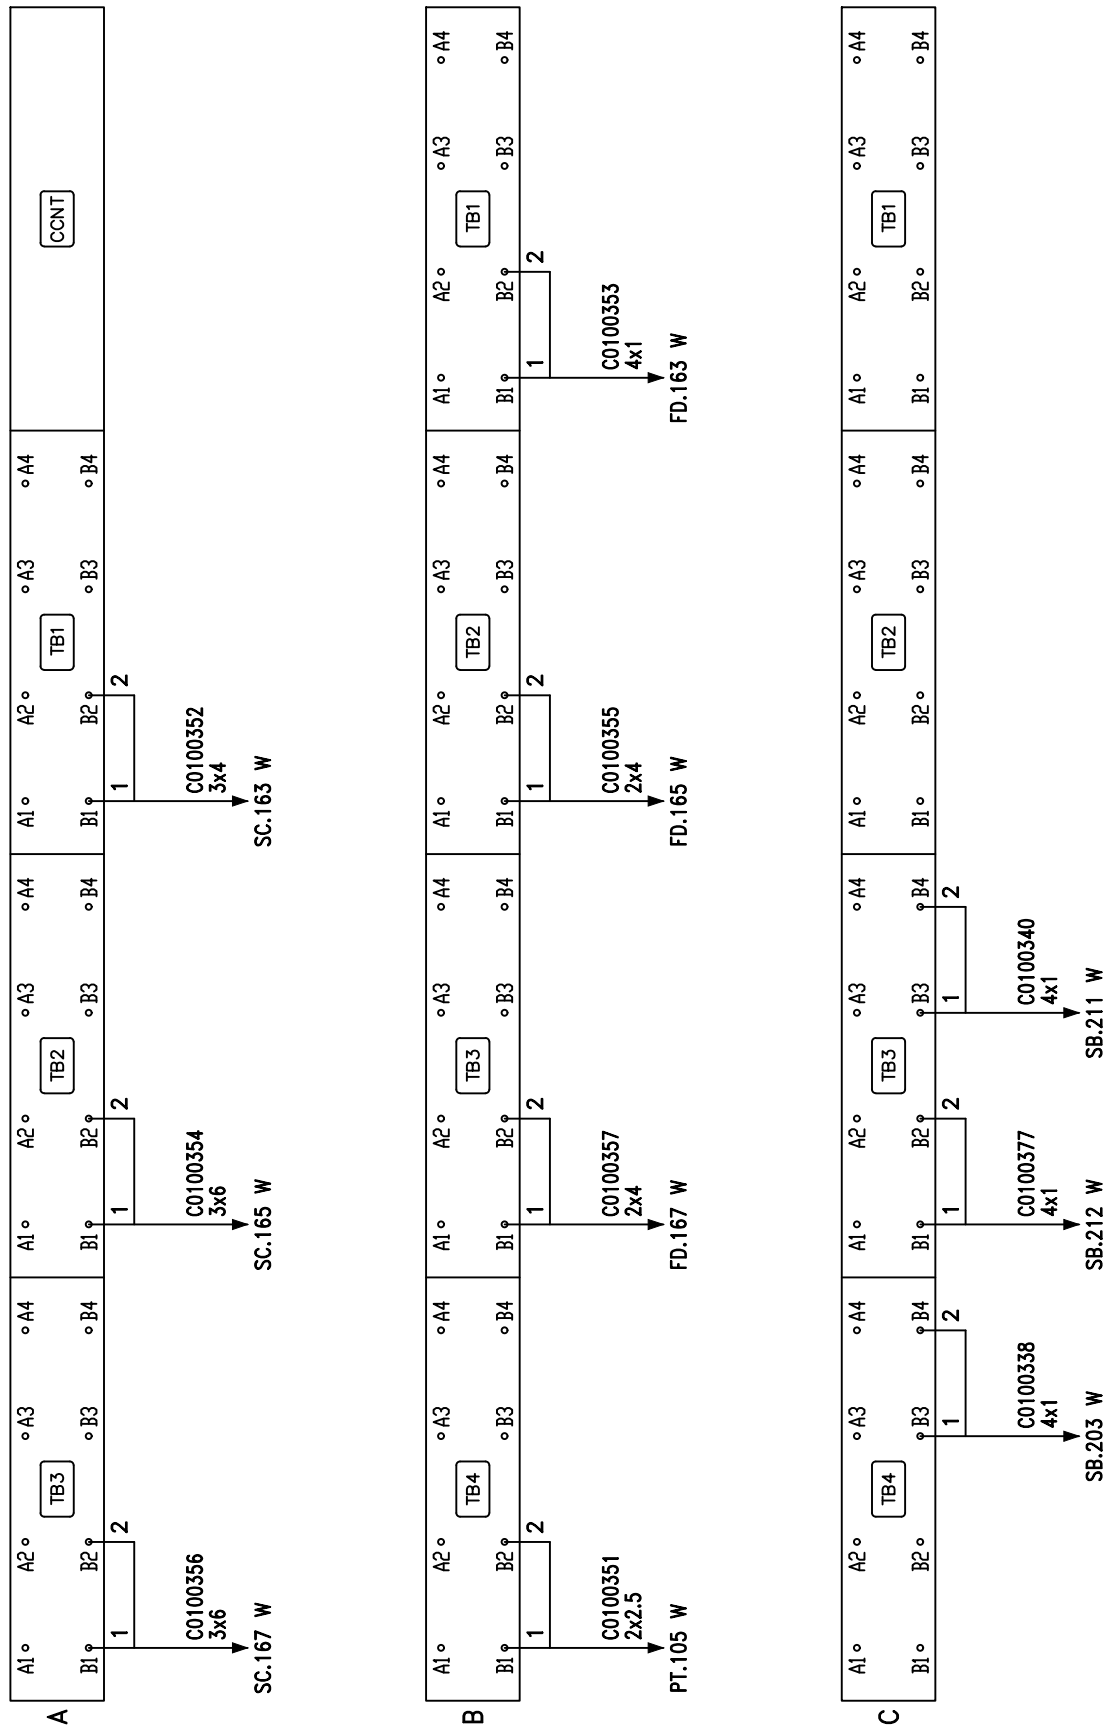 A
A1 A2 A3 A4
TB3
B1 B2 B3 B4
1 2
C0100356
3x6
SC.167 W
A1 A2 A3 A4
TB2
B1 B2 B3 B4
1 2
C0100354
3x6
SC.165 W
A1 A2 A3 A4
TB1
B1 B2 B3 B4
1 2
C0100352
3x4
SC.163 W
CCNT
B
A1 A2 A3 A4
TB4
B1 B2 B3 B4
1 2
C0100351
2x2.5
PT.105 W
A1 A2 A3 A4
TB3
B1 B2 B3 B4
1 2
C0100357
2x4
FD.167 W
A1 A2 A3 A4
TB2
B1 B2 B3 B4
1 2
C0100355
2x4
FD.165 W
A1 A2 A3 A4
TB1
B1 B2 B3 B4
1 2
C0100353
4x1
FD.163 W
C
A1 A2 A3 A4
TB4
B1 B2 B3 B4
1 2
C0100338
4x1
SB.203 W
A1 A2 A3 A4
TB3
B1 B2 B3 B4
1 2
C0100377
4x1
SB.212 W
1 2
C0100340
4x1
SB.211 W
A1 A2 A3 A4
TB2
B1 B2 B3 B4
A1 A2 A3 A4
TB1
B1 B2 B3 B4